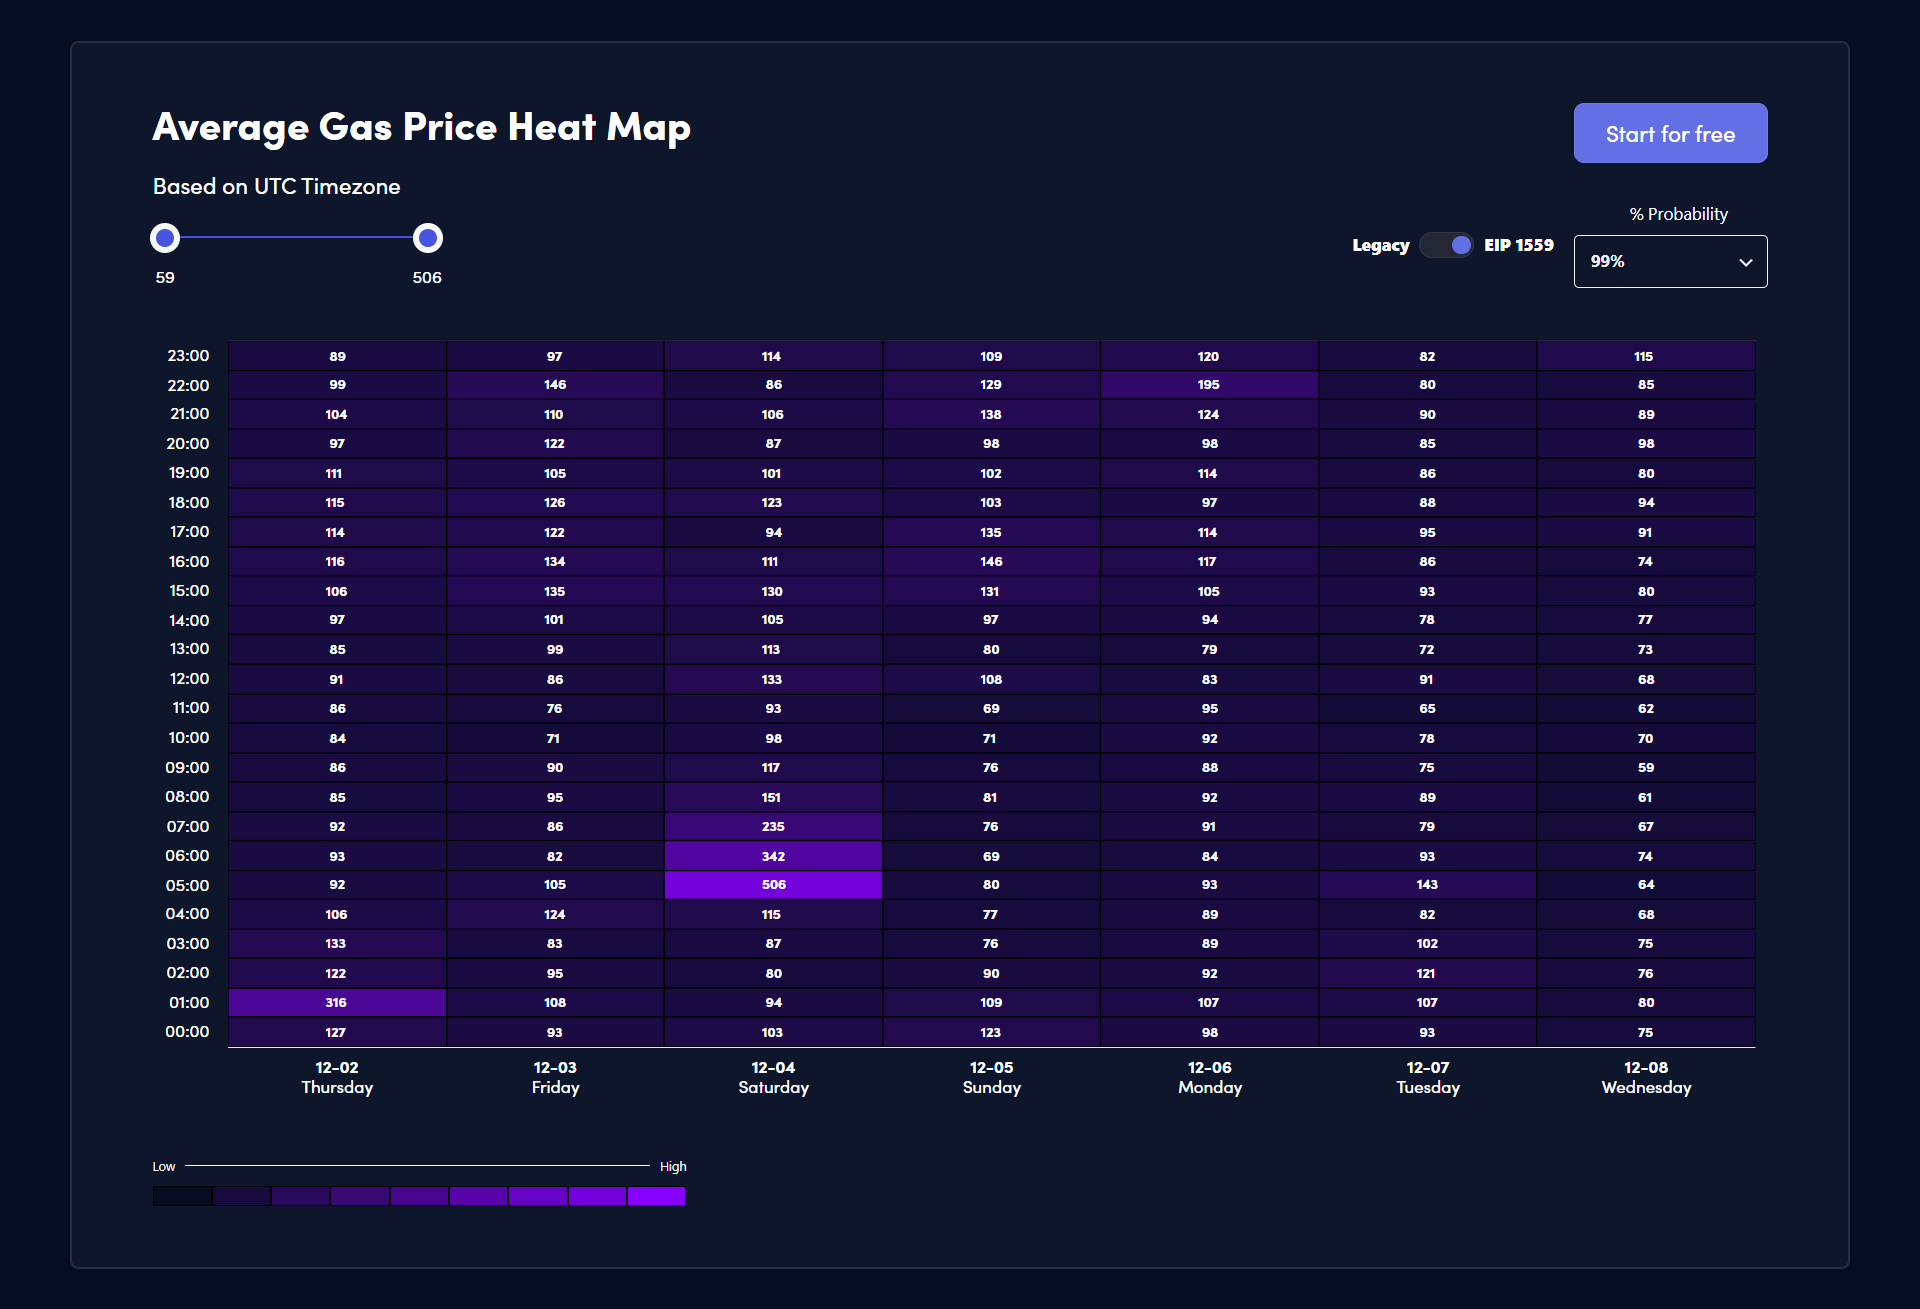 Average Gas Price Heat Map
Start for free
Based on UTC Timezone
% Probability
Legacy EIP 1559
99%
59 506
23:00 89 97 114 109 120 82 115
22:00 99 146 86 129 195 80 85
21:00 104 110 106 138 124 90 89
20:00 97 122 87 98 98 85 98
19:00 111 105 101 102 114 86 80
18:00 115 126 123 103 97 88 94
17:00 114 122 94 135 114 95 91
16:00 116 134 111 146 117 86 74
15:00 106 135 130 131 105 93 80
14:00 97 101 105 97 94 78 77
13:00 85 99 113 80 79 72 73
12:00 91 86 133 108 83 91 68
11:00 86 76 93 69 95 65 62
10:00 84 71 98 71 92 78 70
09:00 86 90 117 76 88 75 59
08:00 85 95 151 81 92 89 61
07:00 92 86 235 76 91 79 67
06:00 93 82 342 69 84 93 74
05:00 92 105 506 80 93 143 64
04:00 106 124 115 77 89 82 68
03:00 133 83 87 76 89 102 75
02:00 122 95 80 90 92 121 76
01:00 316 108 94 109 107 107 80
00:00 127 93 103 123 98 93 75
12-02 12-03 12-04 12-05 12-06 12-07 12-08
Thursday Friday Saturday Sunday Monday Tuesday Wednesday
Low High